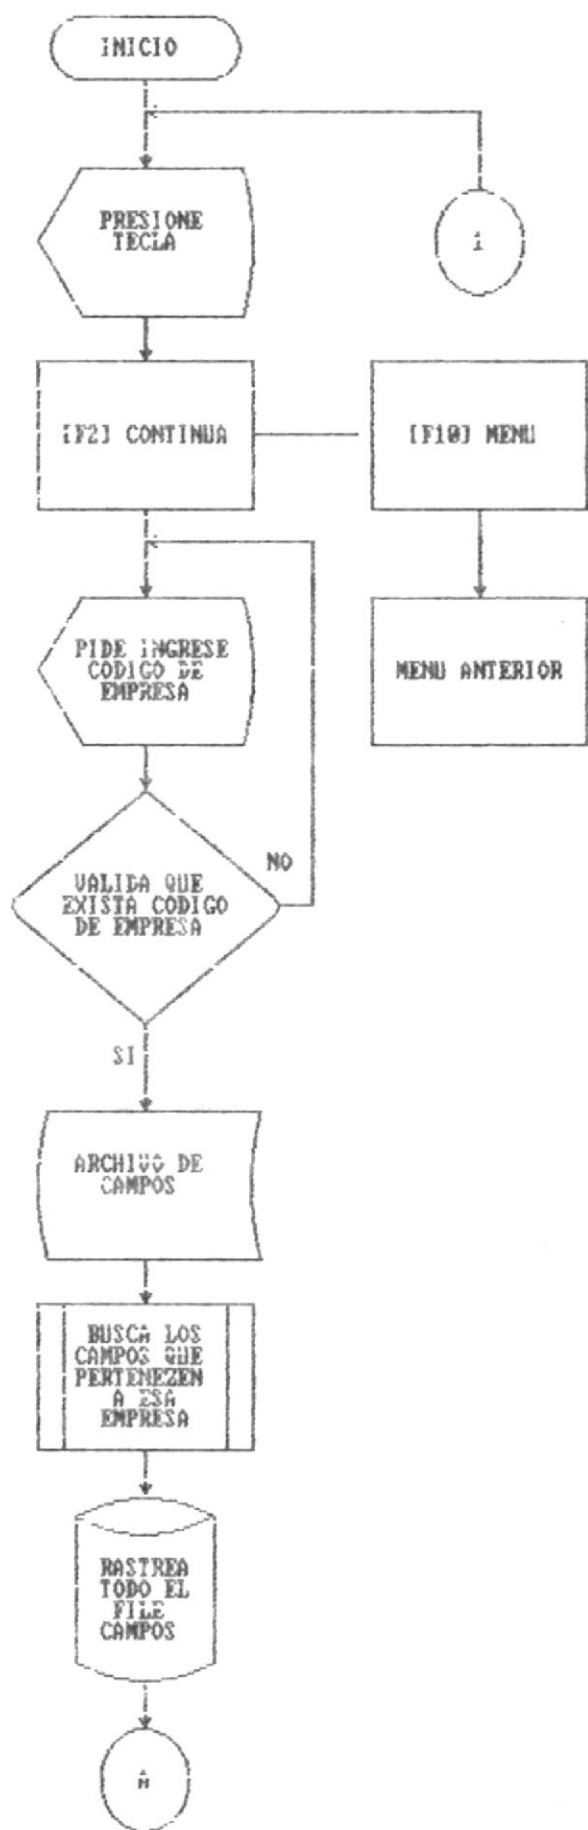 INICIO
PRESIONE
TECLA
1
[F2] CONTINUA
[F10] MENU
PIDE INGRESE
CODIGO DE
EMPRESA
MENU ANTERIOR
NO
VALIDA QUE
EXISTA CODIGO
DE EMPRESA
SI
ARCHIVO DE
CAMPOS
BUSCA LOS
CAMPOS QUE
PERTENEZEN
A ESA
EMPRESA
RASTREA
TODO EL
FILE
CAMPOS
A